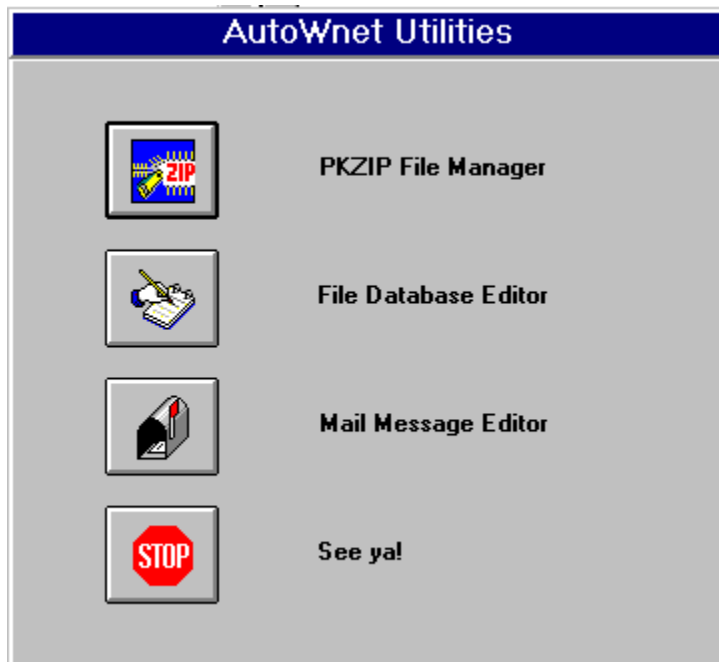 AutoWnet Utilities
ZIP
PKZIP File Manager
File Database Editor
Mail Message Editor
STOP
See ya!